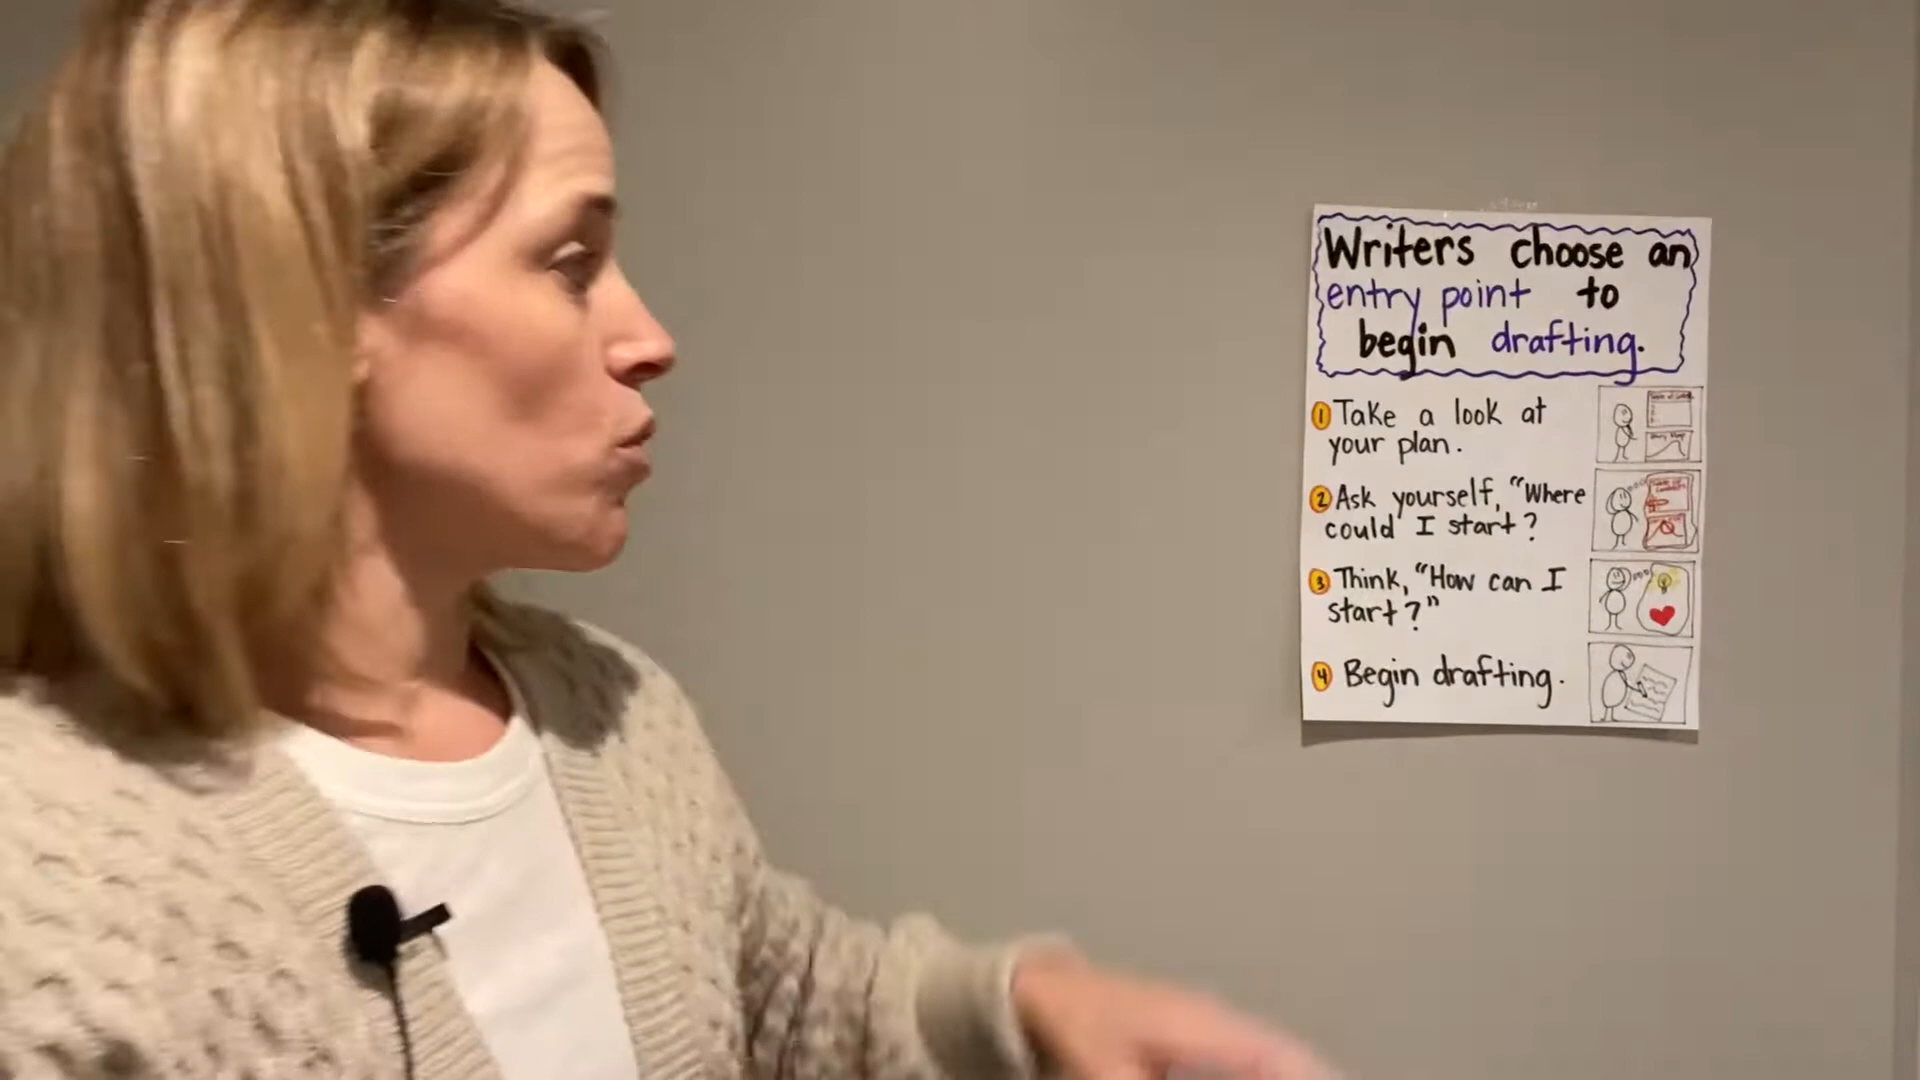 Writers choose an
entry point to
begin drafting.
1 Take a look at
your plan.
2 Ask yourself, "Where
could I start?
3 Think, "How can I
start?"
4 Begin drafting.